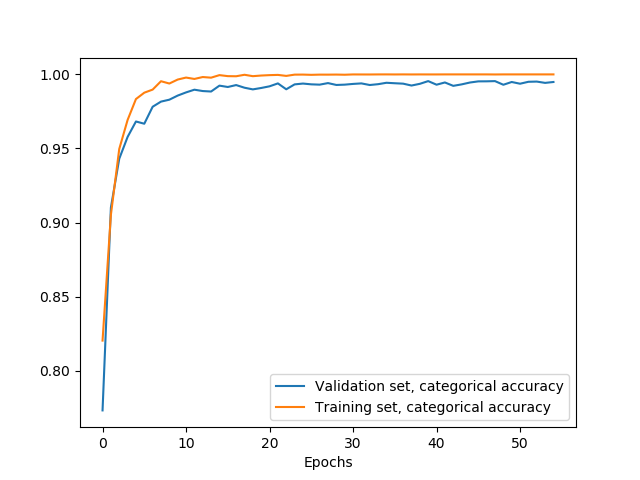 1.00
0.95
0.90
0.85
0.80
Validation set, categorical accuracy
Training set, categorical accuracy
0 10 20 30 40 50
Epochs